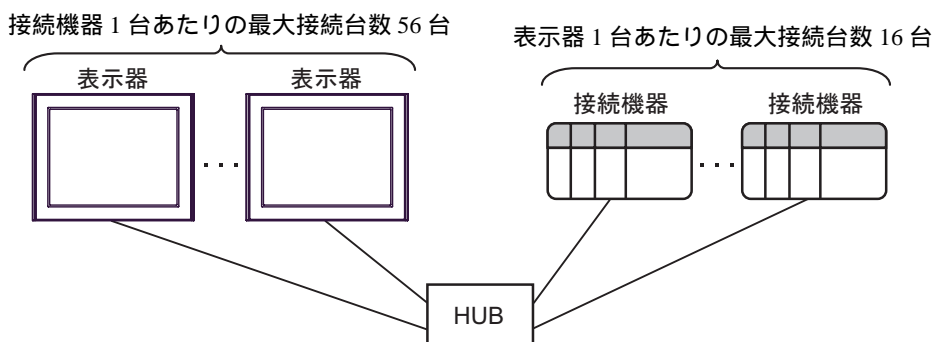 接続機器 1 台あたりの最大接続台数 56 台
表示器 1 台あたりの最大接続台数 16 台
表示器
表示器
接続機器
接続機器
HUB